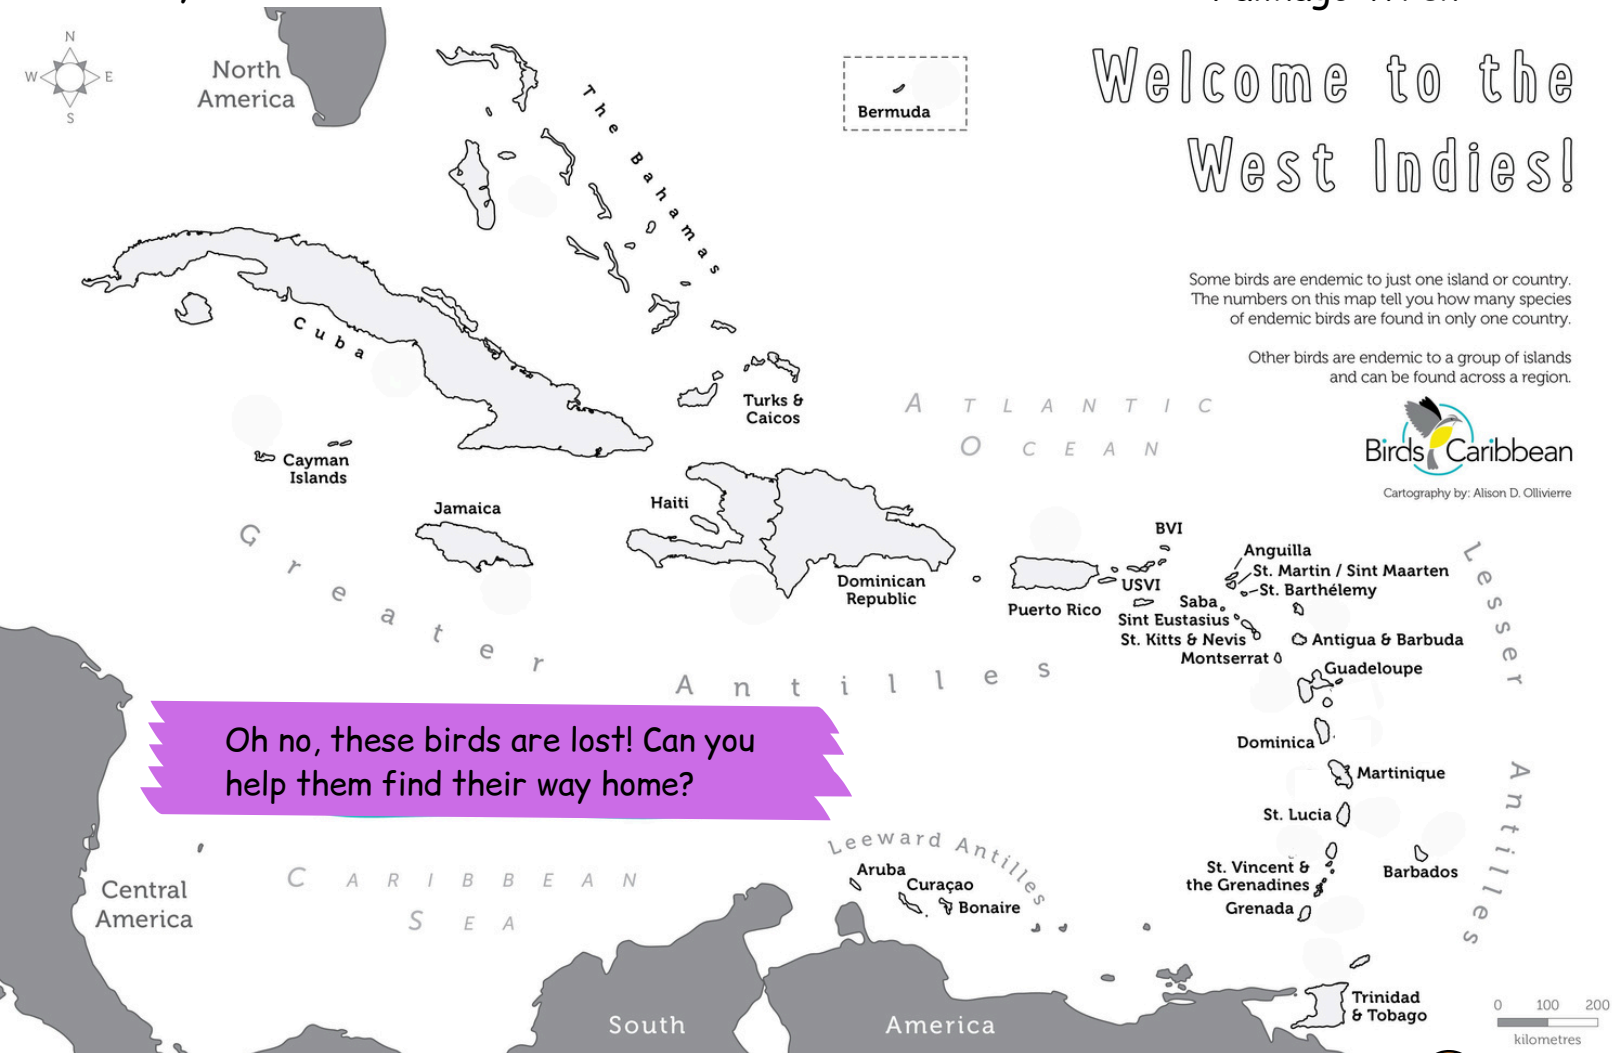 N
W E
S
North
America
The Bahamas
Bermuda
Welcome to the
West Indies!
Some birds are endemic to just one island or country.
The numbers on this map tell you how many species
of endemic birds are found in only one country.
Other birds are endemic to a group of islands
and can be found across a region.
Birds Caribbean
Cartography by: Alison D. Ollivierre
Cuba
Turks &
Caicos
ATLANTIC
OCEAN
Cayman
Islands
Jamaica
Haiti
Dominican
Republic
Puerto Rico
BVI
USVI
Anguilla
St. Martin / Sint Maarten
St. Barthélemy
Saba
Sint Eustasius
St. Kitts & Nevis
Montserrat
Antigua & Barbuda
Guadeloupe
Dominica
Martinique
St. Lucia
St. Vincent &
the Grenadines
Barbados
Grenada
Greater Antilles
Lesser Antilles
Oh no, these birds are lost! Can you
help them find their way home?
Leeward Antilles
Aruba
Curaçao
Bonaire
CARIBBEAN
SEA
Central
America
South America
Trinidad
& Tobago
0 100 200
kilometres